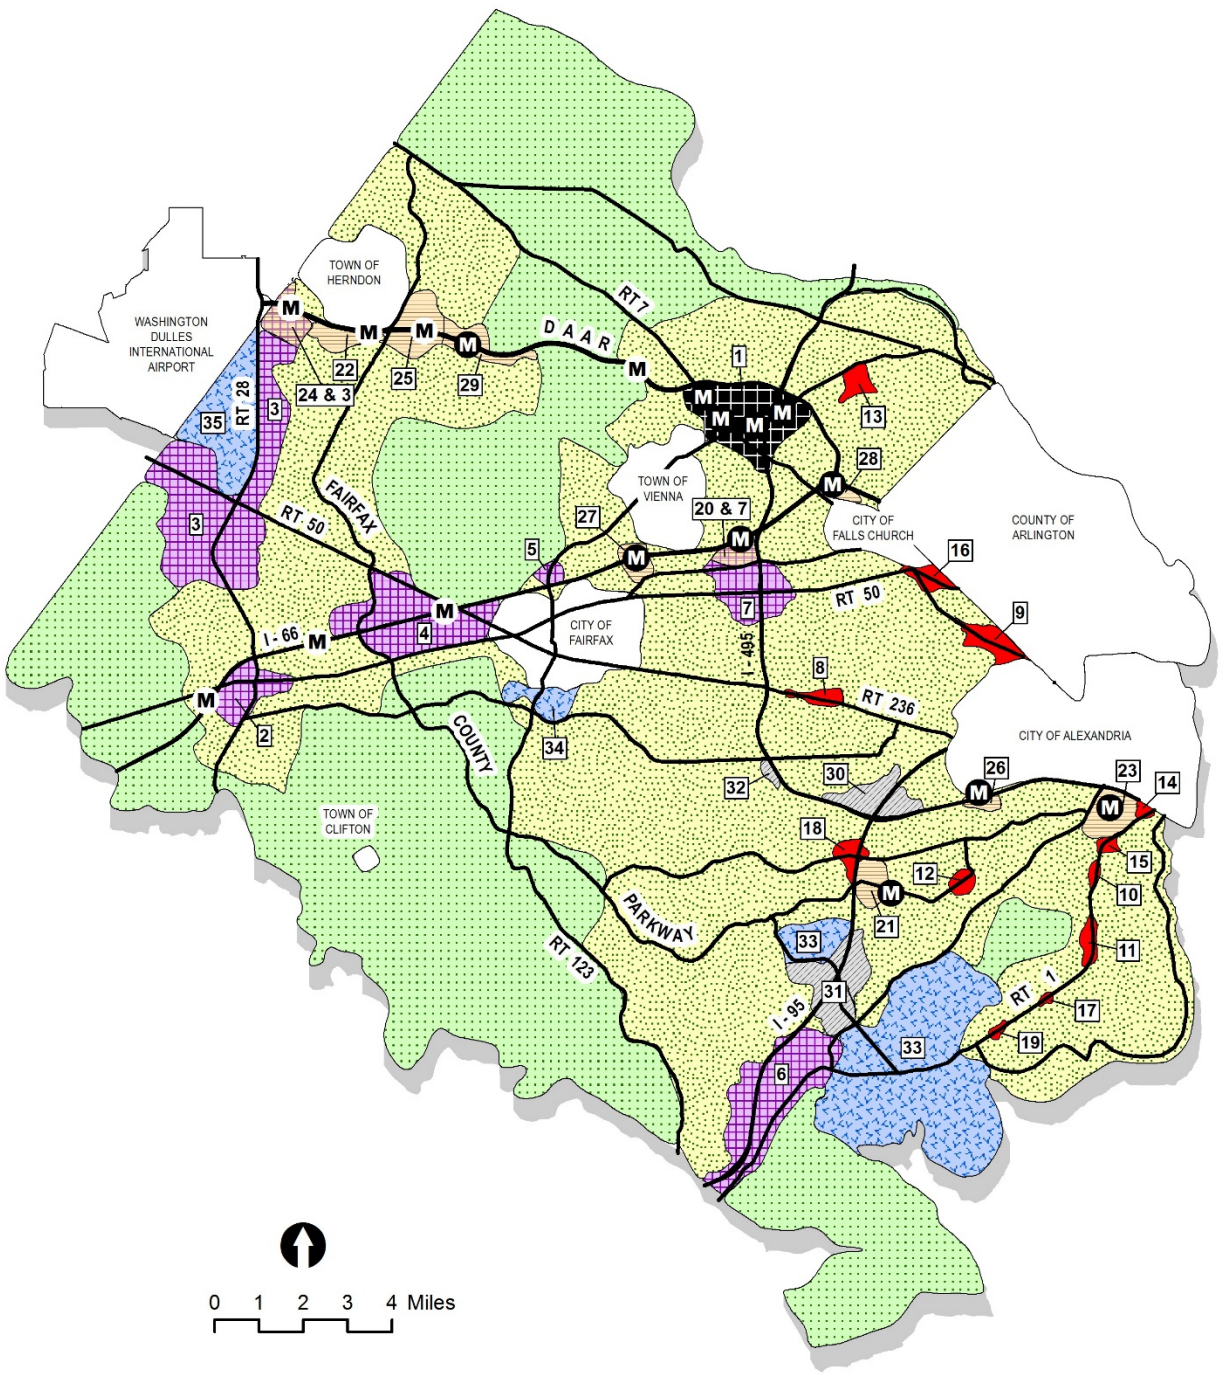 TOWN OF
HERNDON
WASHINGTON
DULLES
INTERNATIONAL
AIRPORT
RT 7
DAAR
M
M
M
M
M
M
22
24 & 3
25
29
1
M
M
M
M
13
35
RT 28
3
3
FAIRFAX
RT 50
TOWN OF
VIENNA
28
M
20 & 7
27
M
M
CITY OF
FALLS CHURCH
COUNTY OF
ARLINGTON
5
16
7
RT 50
9
M
4
CITY OF
FAIRFAX
I - 66
M
I - 495
8
RT 236
M
2
COUNTY
34
CITY OF ALEXANDRIA
32
30
26
M
23
M
14
TOWN OF
CLIFTON
18
15
12
10
M
21
PARKWAY
RT 123
33
11
31
RT 1
17
I - 95
33
19
6
0 1 2 3 4 Miles